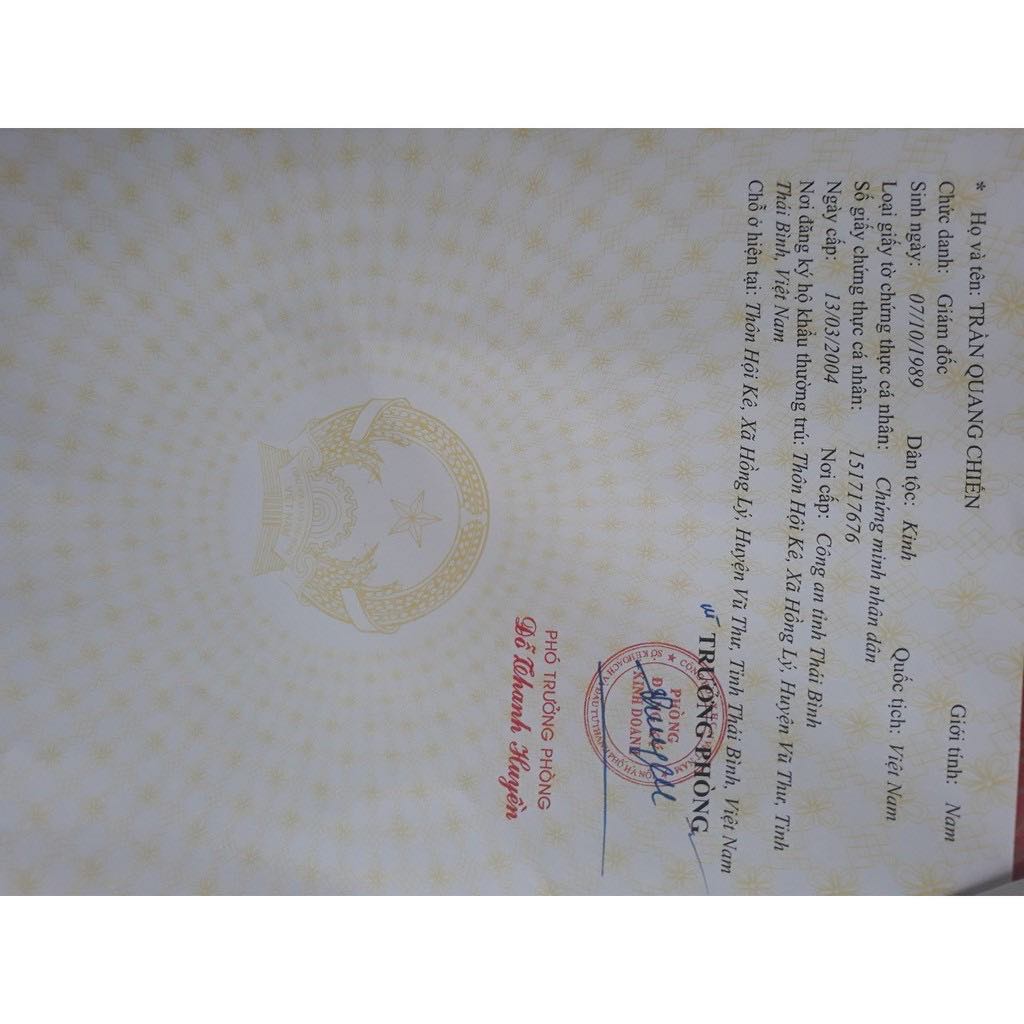 * Họ và tên: TRẦN QUANG CHIẾN Giới tính: Nam
Chức danh: Giám đốc
Sinh ngày: 07/10/1989 Dân tộc: Kinh Quốc tịch: Việt Nam
Loại giấy tờ chứng thực cá nhân: Chứng minh nhân dân
Số giấy chứng thực cá nhân: 151717676
Ngày cấp: 13/03/2004 Nơi cấp: Công an tỉnh Thái Bình
Nơi đăng ký hộ khẩu thường trú: Thôn Hội Kê, Xã Hồng Lý, Huyện Vũ Thư, Tỉnh
Thái Bình, Việt Nam
Chỗ ở hiện tại: Thôn Hội Kê, Xã Hồng Lý, Huyện Vũ Thư, Tỉnh Thái Bình, Việt Nam
TRƯỞNG PHÒNG
PHÒNG
KINH DOANH
PHÓ TRƯỞNG PHÒNG
Đỗ Thanh Huyền
VIỆT NAM